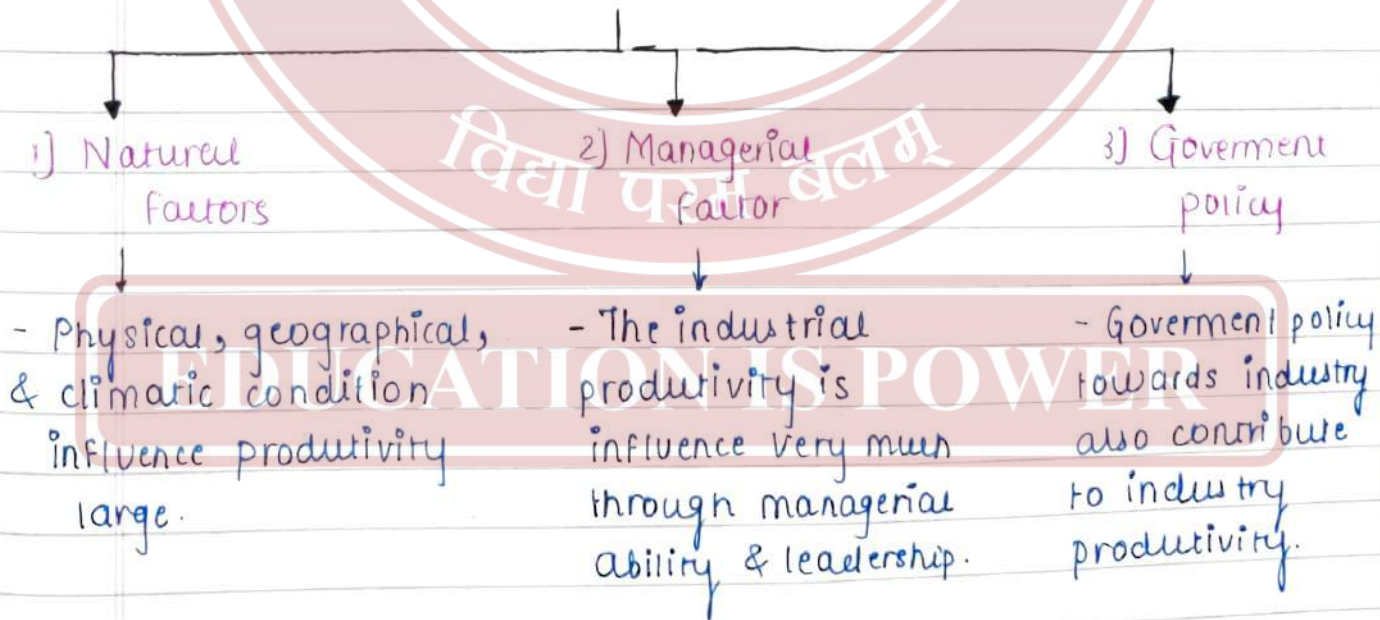 1] Natural factors
- Physical, geographical,
& climatic condition
influence produtivity
large.
2) Managerial factor
- The industrial
produtivity is
influence very much
through managerial
ability & leadership.
3] Goverment policy
- Goverment policy
towards industry
also contribute
to industry
productivity.
विद्या परमं बलम्
EDUCATION IS POWER